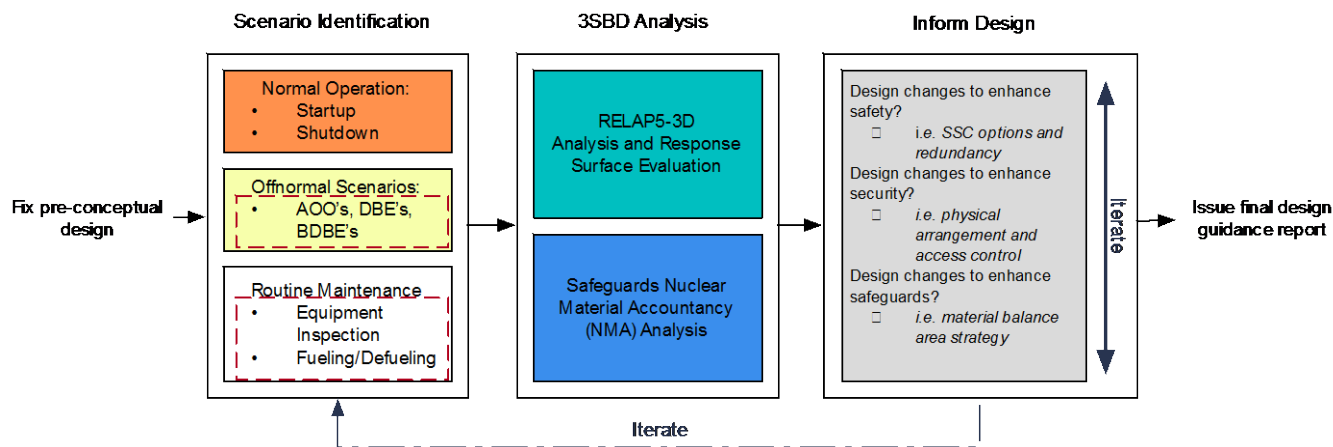 Scenario Identification
3SBD Analysis
Inform Design
Fix pre-conceptual
design
Normal Operation:
• Startup
• Shutdown
Offnormal Scenarios:
• AOO's, DBE's,
BDBE's
Routine Maintenance
• Equipment
Inspection
• Fueling/Defueling
RELAP5-3D
Analysis and Response
Surface Evaluation
Safeguards Nuclear
Material Accountancy
(NMA) Analysis
Design changes to enhance
safety?
i.e. SSC options and
redundancy
Design changes to enhance
security?
i.e. physical
arrangement and
access control
Design changes to enhance
safeguards?
i.e. material balance
area strategy
Iterate
Issue final design
guidance report
Iterate